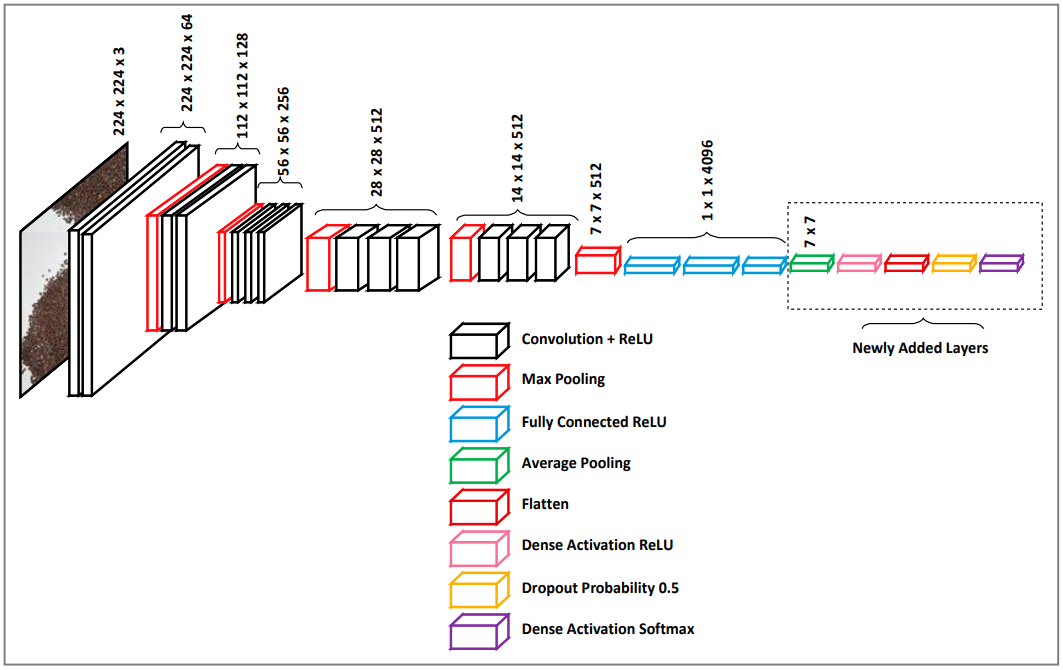 224 x 224 x 3
224 x 224 x 64
112 x 112 x 128
56 x 56 x 256
28 x 28 x 512
14 x 14 x 512
7 x 7 x 512
1 x 1 x 4096
7 x 7
Newly Added Layers
Convolution + ReLU
Max Pooling
Fully Connected ReLU
Average Pooling
Flatten
Dense Activation ReLU
Dropout Probability 0.5
Dense Activation Softmax